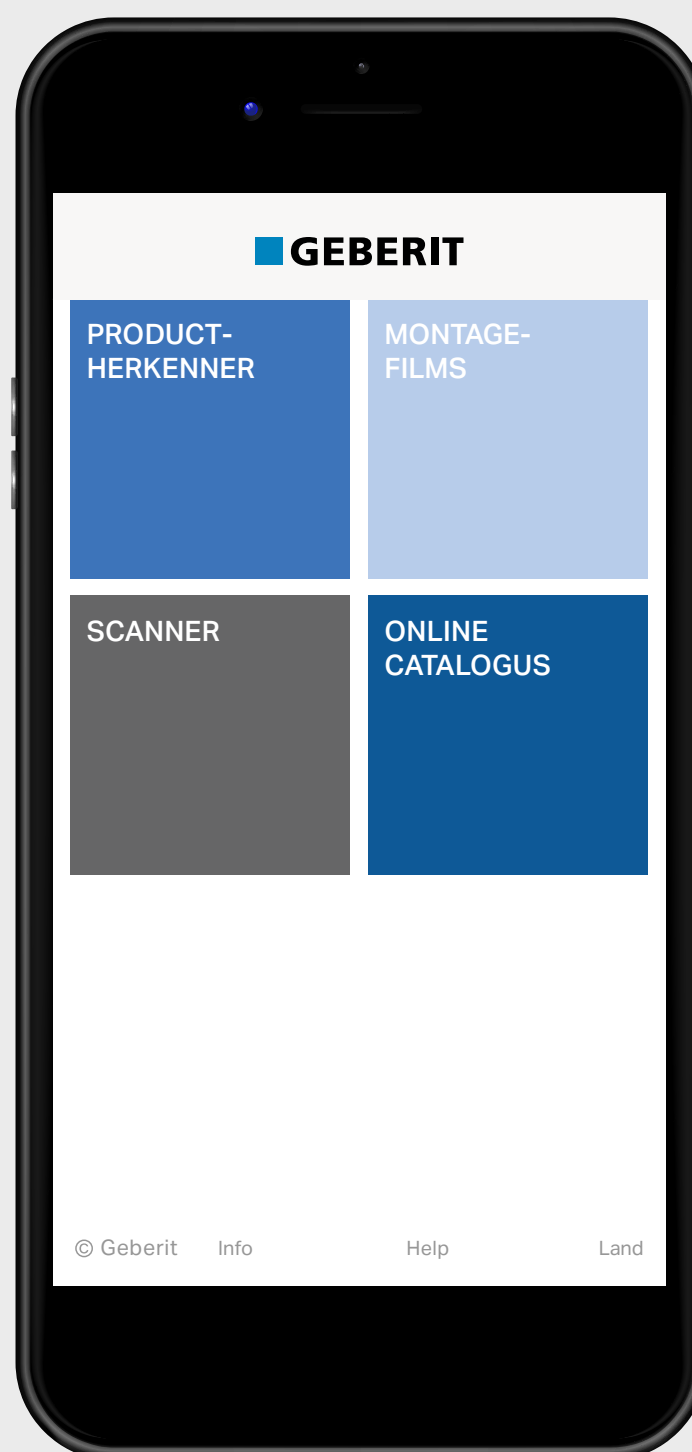 GEBERIT
PRODUCT-
HERKENNER
MONTAGE-
FILMS
SCANNER
ONLINE
CATALOGUS
© Geberit Info Help Land